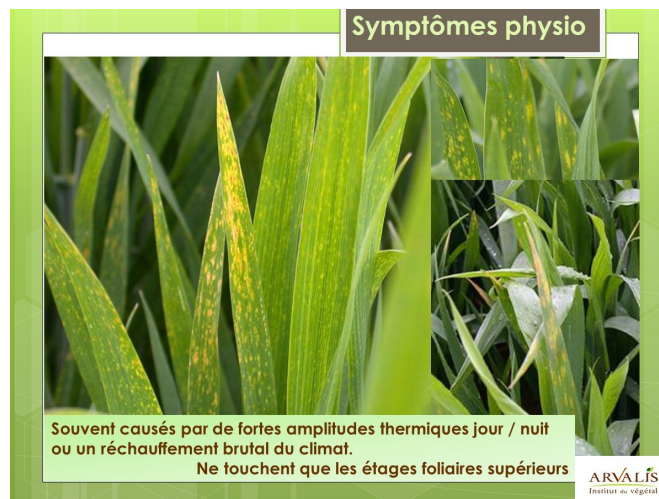 Symptômes physio
Souvent causés par de fortes amplitudes thermiques jour / nuit
ou un réchauffement brutal du climat.
Ne touchent que les étages foliaires supérieurs
ARVALIS
Institut du végétal